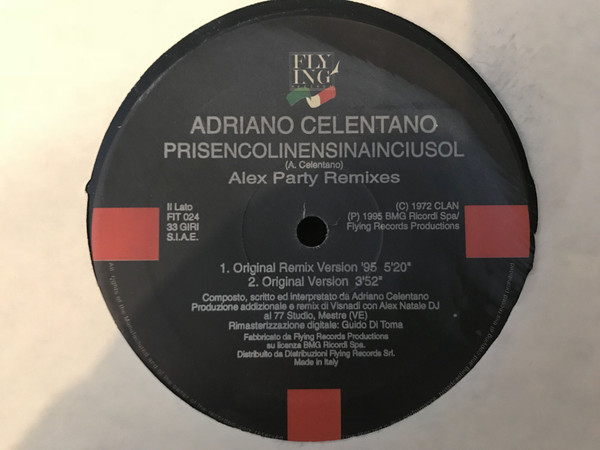 FLY
ING
RECORDS
ADRIANO CELENTANO
PRISENCOLINENSINAINCIUSOL
(A. Celentano)
Alex Party Remixes
II Lato
FIT 024
33 GIRI
S.I.A.E.
(C) 1972 CLAN
(P) 1995 BMG Ricordi Spa/
Flying Records Productions
1. Original Remix Version '95 5'20"
2. Original Version 3'52"
Composto, scritto ed interpretato da Adriano Celentano
Produzione addizionale e remix di Visnadi con Alex Natale DJ
al 77 Studio, Mestre (VE)
Rimasterizzazione digitale: Guido Di Toma
Fabbricato da Flying Records Productions
su licenza BMG Ricordi Spa.
Distribuito da Distribuzioni Flying Records Srl.
Made in Italy